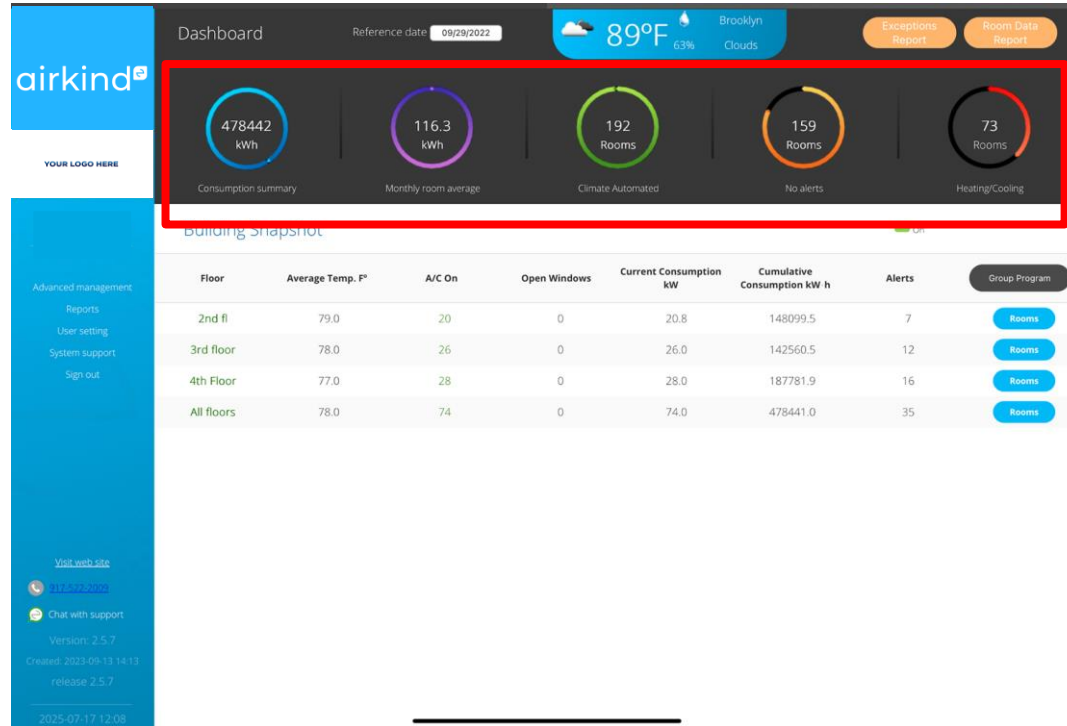 airkind
YOUR LOGO HERE
Advanced management
Reports
User setting
System support
Sign out
Visit web site
917-522-2009
Chat with support
Version: 2.5.7
Created: 2023-09-13 14:13
release 2.5.7
2025-07-17 12:08
Dashboard
Reference date 09/29/2022
89°F 63% Brooklyn
Clouds
Exceptions Report
Room Data Report
478442
kWh
Consumption summary
116.3
kWh
Monthly room average
192
Rooms
Climate Automated
159
Rooms
No alerts
73
Rooms
Heating/Cooling
Building Snapshot
On
Floor Average Temp. Fº A/C On Open Windows Current Consumption kW Cumulative Consumption kW·h Alerts Group Program
2nd fl 79.0 20 0 20.8 148099.5 7 Rooms
3rd floor 78.0 26 0 26.0 142560.5 12 Rooms
4th Floor 77.0 28 0 28.0 187781.9 16 Rooms
All floors 78.0 74 0 74.0 478441.0 35 Rooms